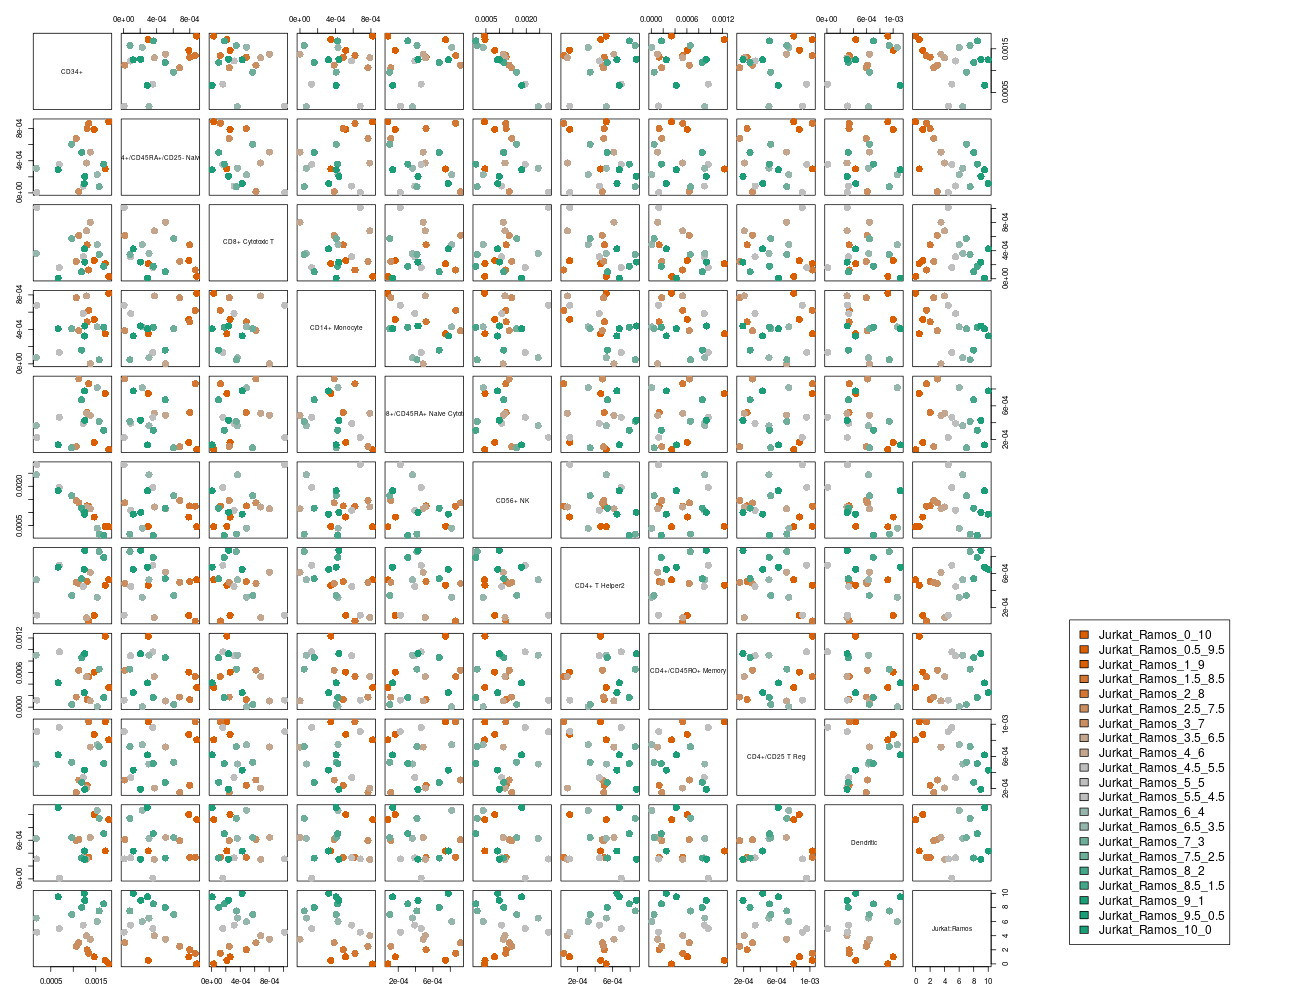 0e+00 4e-04 8e-04
0e+00 4e-04 8e-04
0.0005 0.0020
0.0000 0.0006 0.0012
0e+00 6e-04 1e-03
CD34+
0.0005 0.0015
4+/CD45RA+/CD25- Naiv
0e+00 4e-04 8e-04
CD8+ Cytotoxic T
0e+00 4e-04 8e-04
CD14+ Monocyte
0e+00 4e-04 8e-04
8+/CD45RA+ Naive Cytot
2e-04 6e-04
CD56+ NK
0.0005 0.0020
CD4+ T Helper2
2e-04 6e-04
CD4+/CD45RO+ Memory
0.0000 0.0006 0.0012
CD4+/CD25 T Reg
2e-04 6e-04 1e-03
Dendritic
0e+00 6e-04
Jurkat:Ramos
0 2 4 6 8 10
0.0005 0.0015
0e+00 4e-04 8e-04
2e-04 6e-04
2e-04 6e-04
2e-04 6e-04 1e-03
0 2 4 6 8 10
Jurkat_Ramos_0_10
Jurkat_Ramos_0.5_9.5
Jurkat_Ramos_1_9
Jurkat_Ramos_1.5_8.5
Jurkat_Ramos_2_8
Jurkat_Ramos_2.5_7.5
Jurkat_Ramos_3_7
Jurkat_Ramos_3.5_6.5
Jurkat_Ramos_4_6
Jurkat_Ramos_4.5_5.5
Jurkat_Ramos_5_5
Jurkat_Ramos_5.5_4.5
Jurkat_Ramos_6_4
Jurkat_Ramos_6.5_3.5
Jurkat_Ramos_7_3
Jurkat_Ramos_7.5_2.5
Jurkat_Ramos_8_2
Jurkat_Ramos_8.5_1.5
Jurkat_Ramos_9_1
Jurkat_Ramos_9.5_0.5
Jurkat_Ramos_10_0